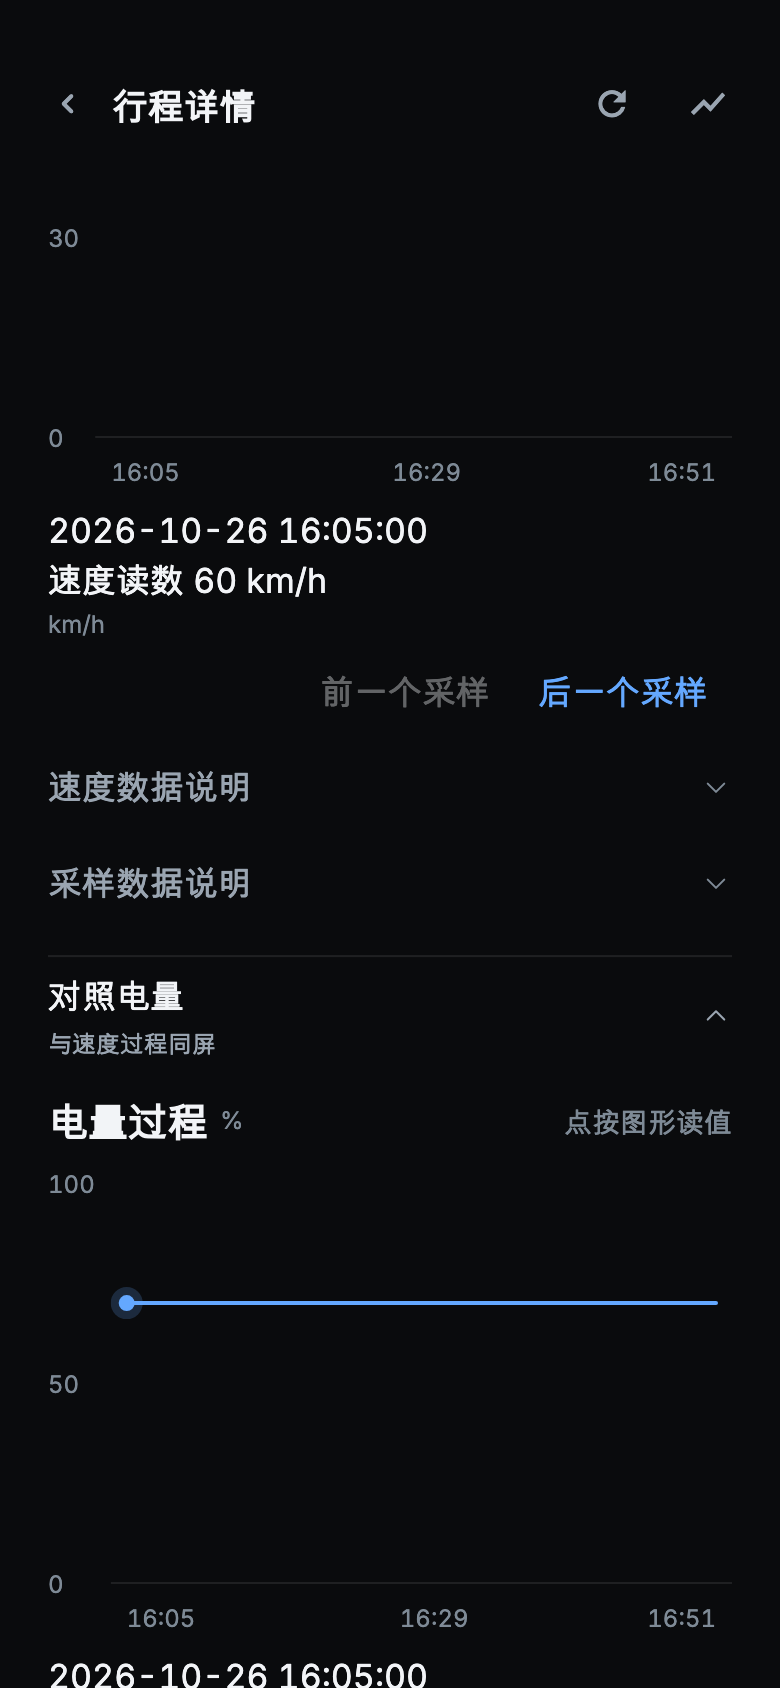 行程详情
30
0
16:05 16:29 16:51
2026-10-26 16:05:00
速度读数 60 km/h
km/h
前一个采样 后一个采样
速度数据说明
采样数据说明
对照电量
与速度过程同屏
电量过程 % 点按图形读值
100
50
0
16:05 16:29 16:51
2026-10-26 16:05:00